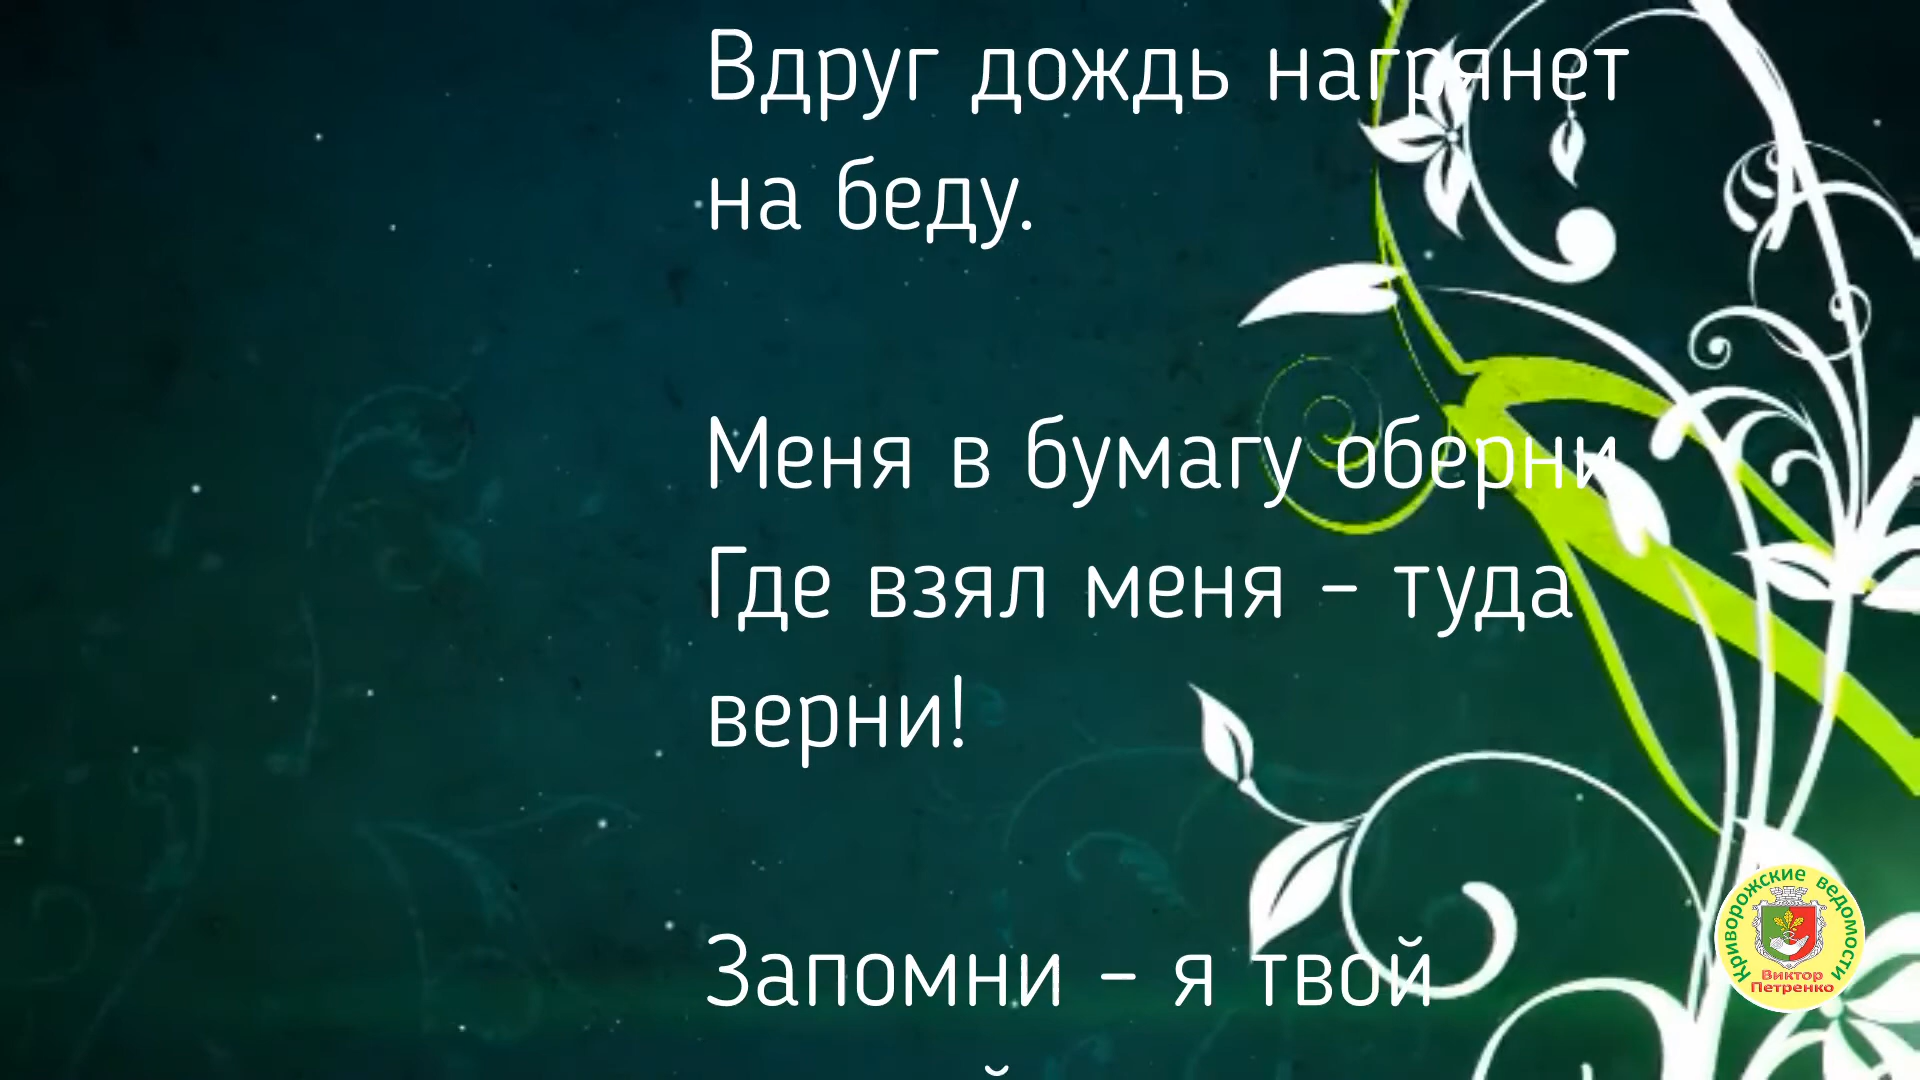 Вдруг дождь нагрянет
на беду.
Меня в бумагу оберни
Где взял меня – туда
верни!
Запомни – я твой
Криворожские ведомости
Виктор
Петренко